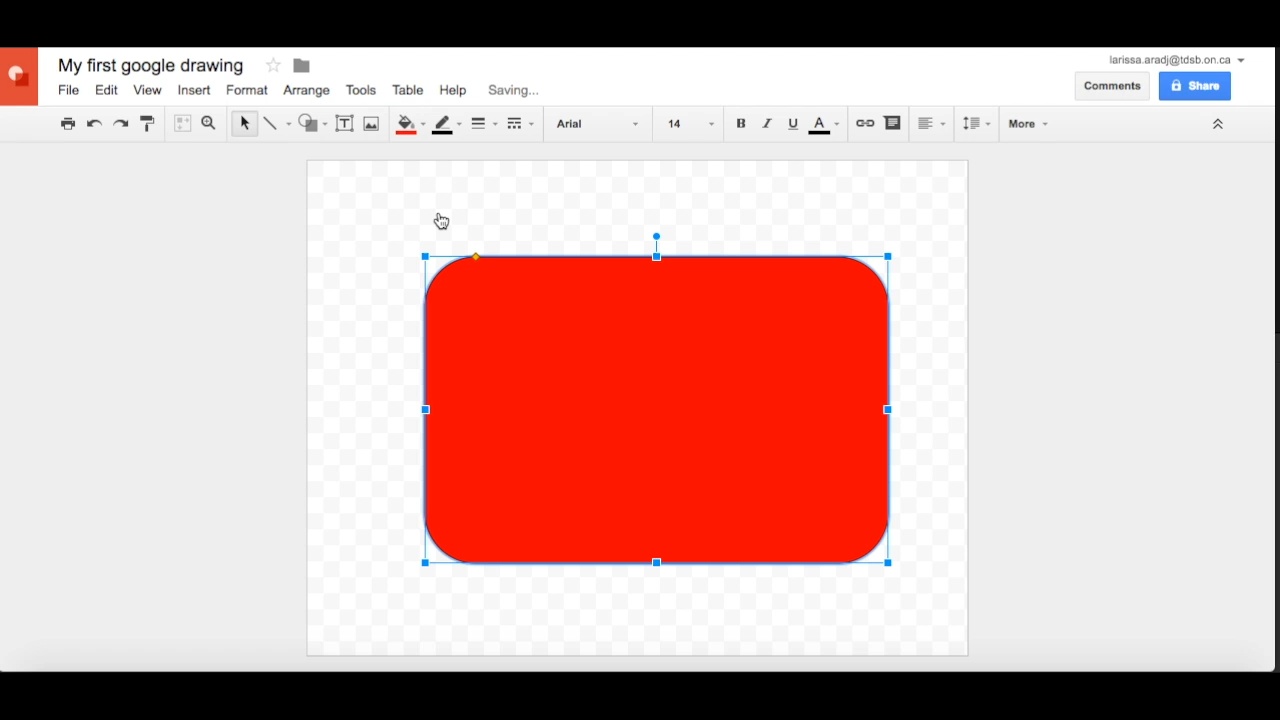 My first google drawing
larissa.aradj@tdsb.on.ca
File Edit View Insert Format Arrange Tools Table Help Saving...
Comments Share
Arial 14 B I U A More